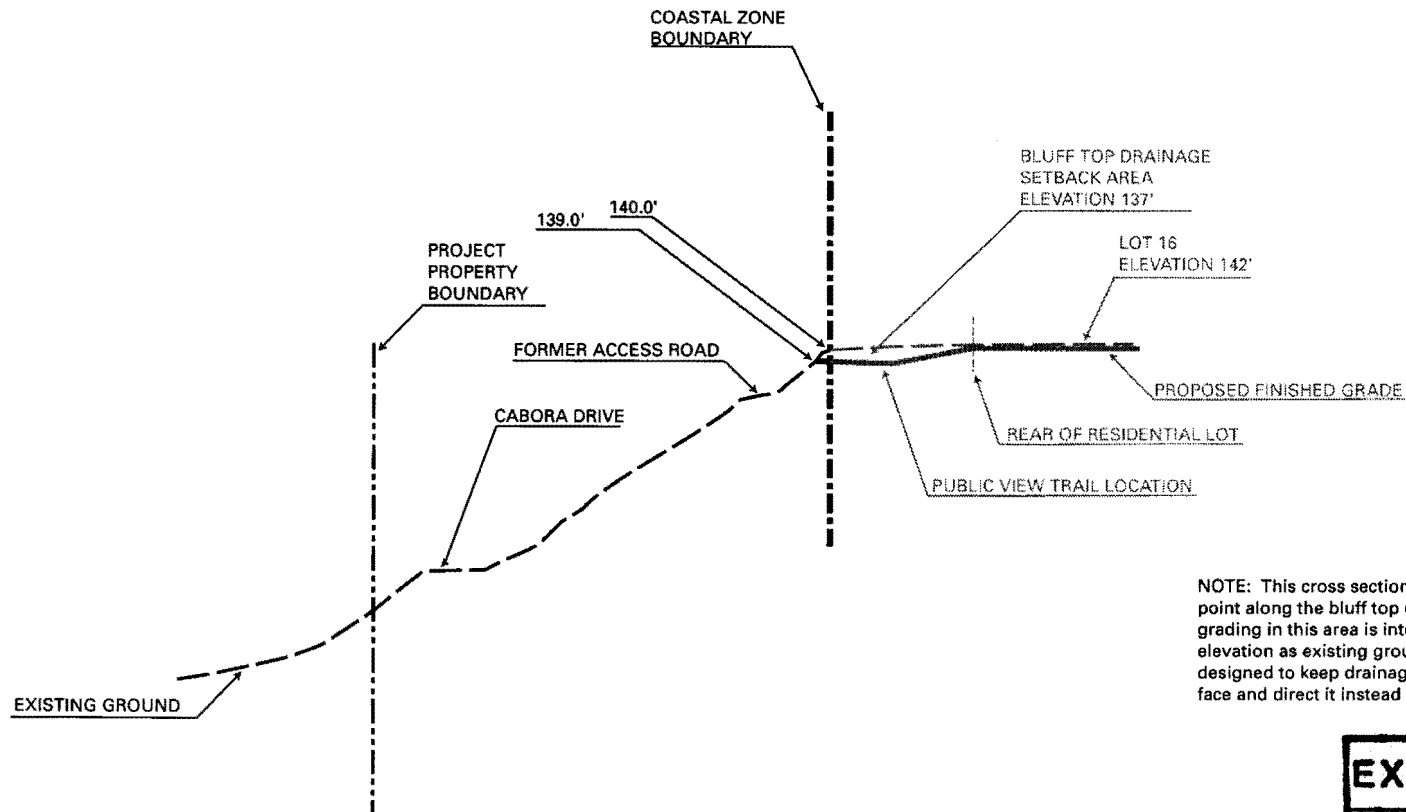 COASTAL ZONE
BOUNDARY
BLUFF TOP DRAINAGE
SETBACK AREA
ELEVATION 137'
140.0'
139.0'
LOT 16
ELEVATION 142'
PROJECT
PROPERTY
BOUNDARY
FORMER ACCESS ROAD
PROPOSED FINISHED GRADE
CABORA DRIVE
REAR OF RESIDENTIAL LOT
PUBLIC VIEW TRAIL LOCATION
NOTE: This cross section
point along the bluff top
grading in this area is
elevation as existing
designed to keep drainage
face and direct it instead
EXISTING GROUND
EX